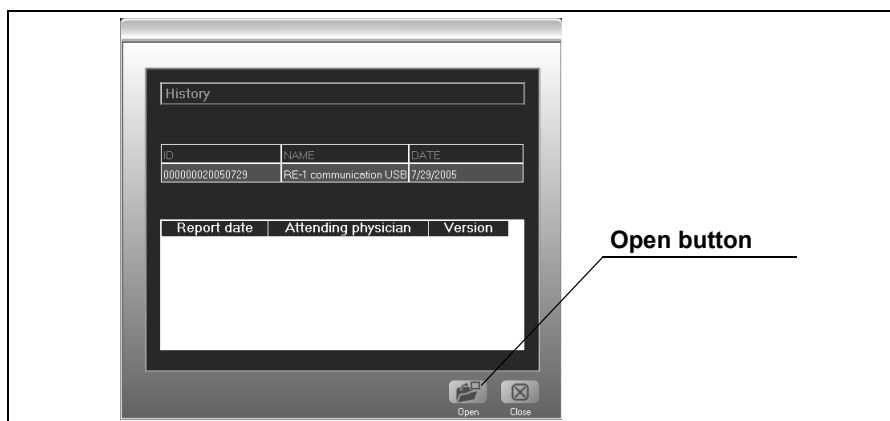 History
ID NAME DATE
000000020050729 RE-1 communication USB 7/29/2005
Report date Attending physician Version
Open button
Open Close